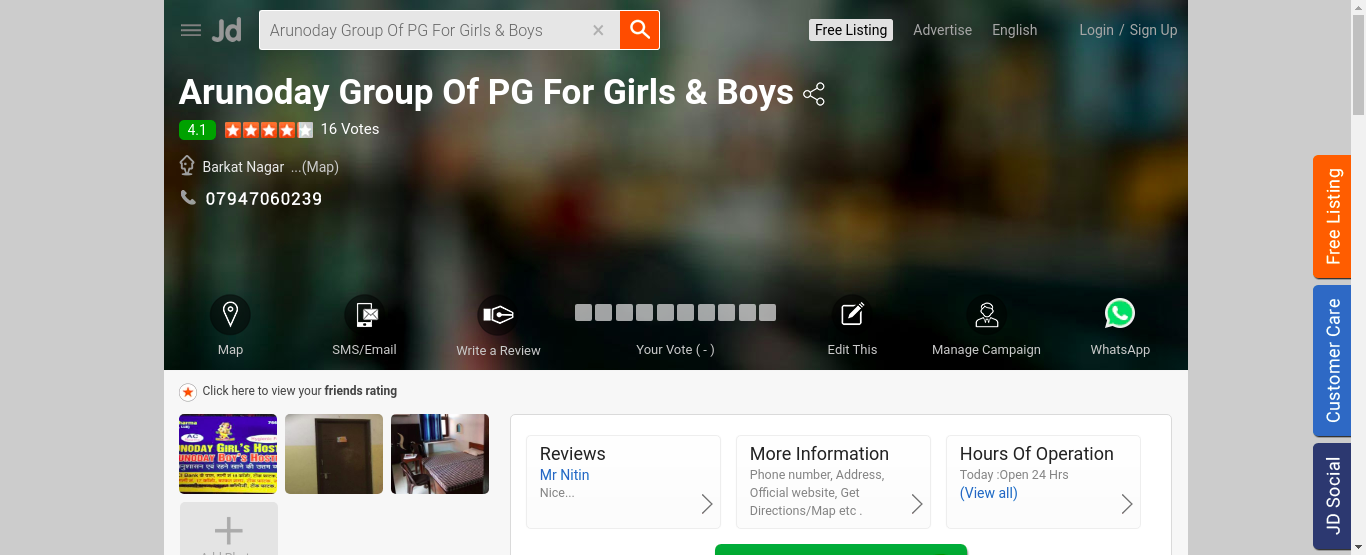 Jd
Arunoday Group Of PG For Girls & Boys
Free Listing
Advertise
English
Login / Sign Up
Arunoday Group Of PG For Girls & Boys
4.1
16 Votes
Barkat Nagar ...(Map)
07947060239
Map
SMS/Email
Write a Review
Your Vote ( - )
Edit This
Manage Campaign
WhatsApp
Free Listing
Customer Care
JD Social
Click here to view your friends rating
AC
NODAY GIRL'S HOST
UNODAY BOY'S HOST
Reviews
Mr Nitin
Nice...
More Information
Phone number, Address,
Official website, Get
Directions/Map etc .
Hours Of Operation
Today :Open 24 Hrs
(View all)